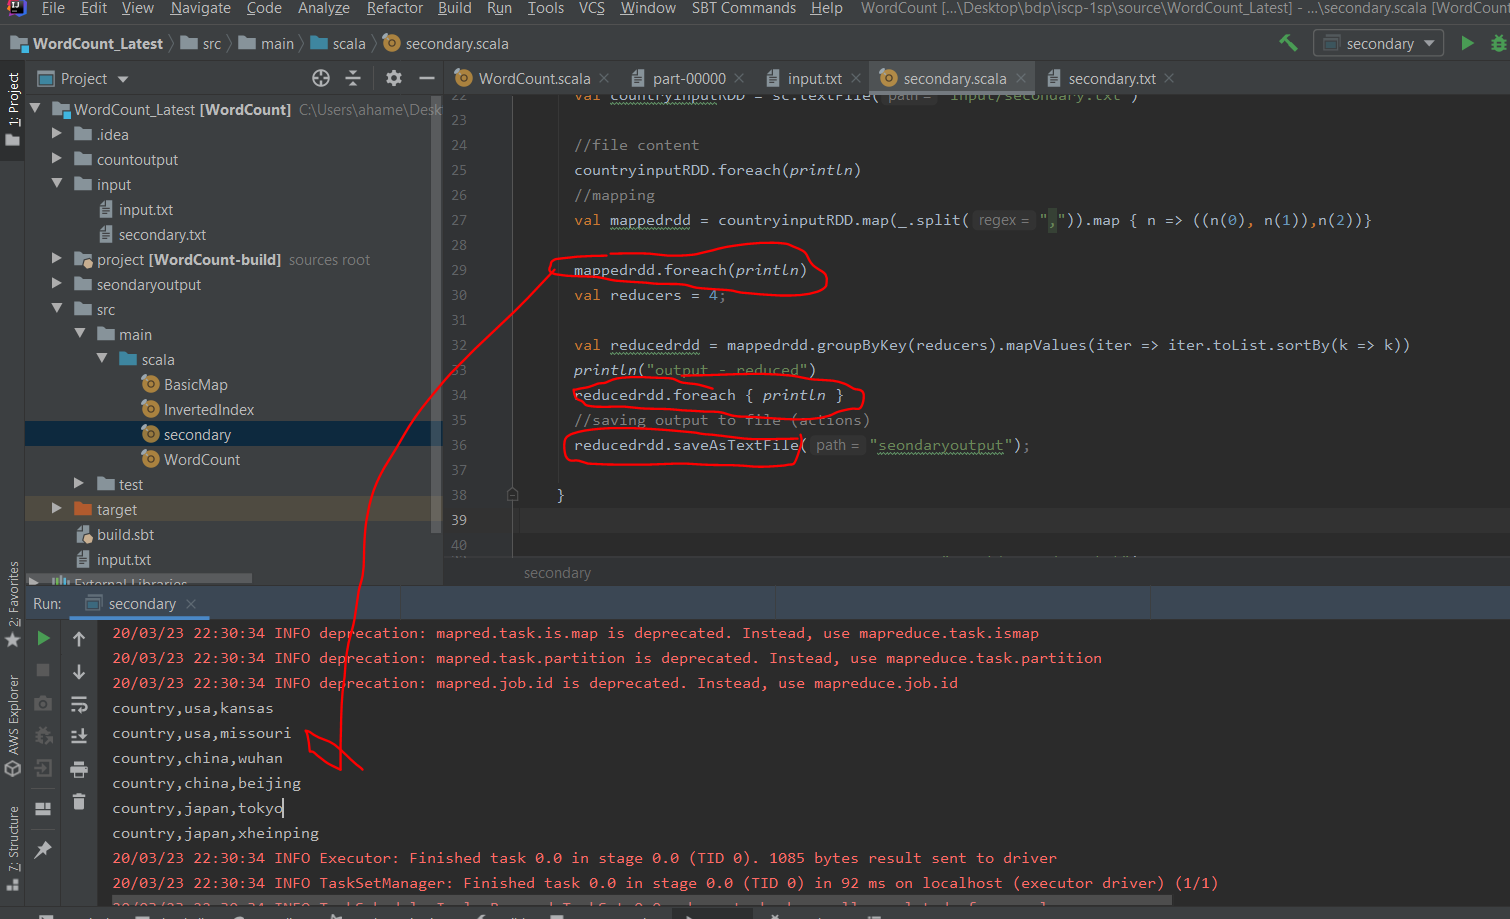 File Edit View Navigate Code Analyze Refactor Build Run Tools VCS Window SBT Commands Help WordCount [...\Desktop\bdp\iscp-1sp\source\WordCount_Latest] - ...\secondary.scala [WordCount
WordCount_Latest src main scala secondary.scala secondary
1: Project
Project
WordCount.scala part-00000 input.txt secondary.scala secondary.txt
WordCount_Latest [WordCount] C:\Users\ahame\Desk
.idea
countoutput
input
input.txt
secondary.txt
project [WordCount-build] sources root
seondaryoutput
src
main
scala
BasicMap
InvertedIndex
secondary
WordCount
test
target
build.sbt
input.txt
External Libraries
22 val countryinputRDD = sc.textFile( path = "input/secondary.txt")
23
24 //file content
25 countryinputRDD.foreach(println)
26 //mapping
27 val mappedrdd = countryinputRDD.map(_.split( regex = ",")).map { n => ((n(0), n(1)),n(2))}
28
29 mappedrdd.foreach(println)
30 val reducers = 4;
31
32 val reducedrdd = mappedrdd.groupByKey(reducers).mapValues(iter => iter.toList.sortBy(k => k))
33 println("output - reduced")
34 reducedrdd.foreach { println }
35 //saving output to file (actions)
36 reducedrdd.saveAsTextFile( path = "seondaryoutput");
37
38 }
39
40
secondary
2: Favorites
AWS Explorer
7: Structure
Run: secondary
20/03/23 22:30:34 INFO deprecation: mapred.task.is.map is deprecated. Instead, use mapreduce.task.ismap
20/03/23 22:30:34 INFO deprecation: mapred.task.partition is deprecated. Instead, use mapreduce.task.partition
20/03/23 22:30:34 INFO deprecation: mapred.job.id is deprecated. Instead, use mapreduce.job.id
country,usa,kansas
country,usa,missouri
country,china,wuhan
country,china,beijing
country,japan,tokyo
country,japan,xheinping
20/03/23 22:30:34 INFO Executor: Finished task 0.0 in stage 0.0 (TID 0). 1085 bytes result sent to driver
20/03/23 22:30:34 INFO TaskSetManager: Finished task 0.0 in stage 0.0 (TID 0) in 92 ms on localhost (executor driver) (1/1)